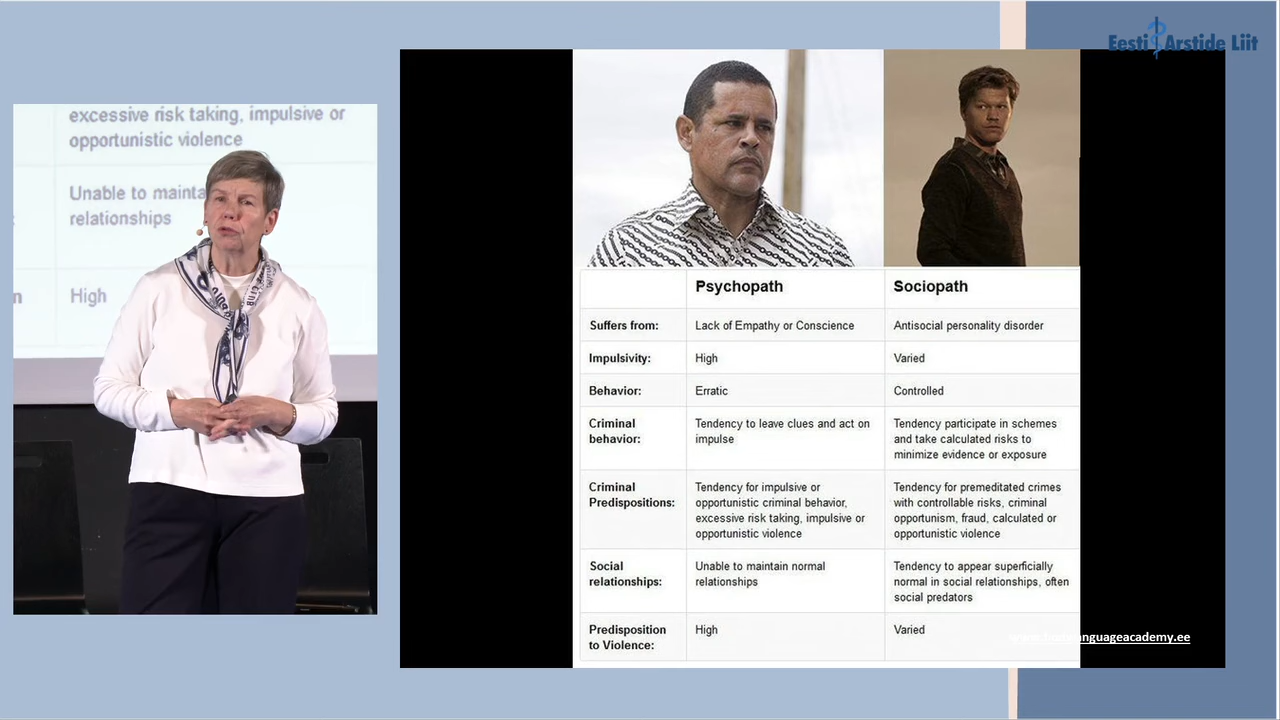 Eesti Arstide Liit
excessive risk taking, impulsive or
opportunistic violence
Unable to
relationships
High
Psychopath Sociopath
Suffers from: Lack of Empathy or Conscience Antisocial personality disorder
Impulsivity: High Varied
Behavior: Erratic Controlled
Criminal Tendency to leave clues and act on Tendency participate in schemes
behavior: impulse and take calculated risks to
minimize evidence or exposure
Criminal Tendency for impulsive or Tendency for premeditated crimes
Predispositions: opportunistic criminal behavior, with controllable risks, criminal
excessive risk taking, impulsive or opportunism, fraud, calculated or
opportunistic violence opportunistic violence
Social Unable to maintain normal Tendency to appear superficially
relationships: relationships normal in social relationships, often
social predators
Predisposition High Varied
to Violence: